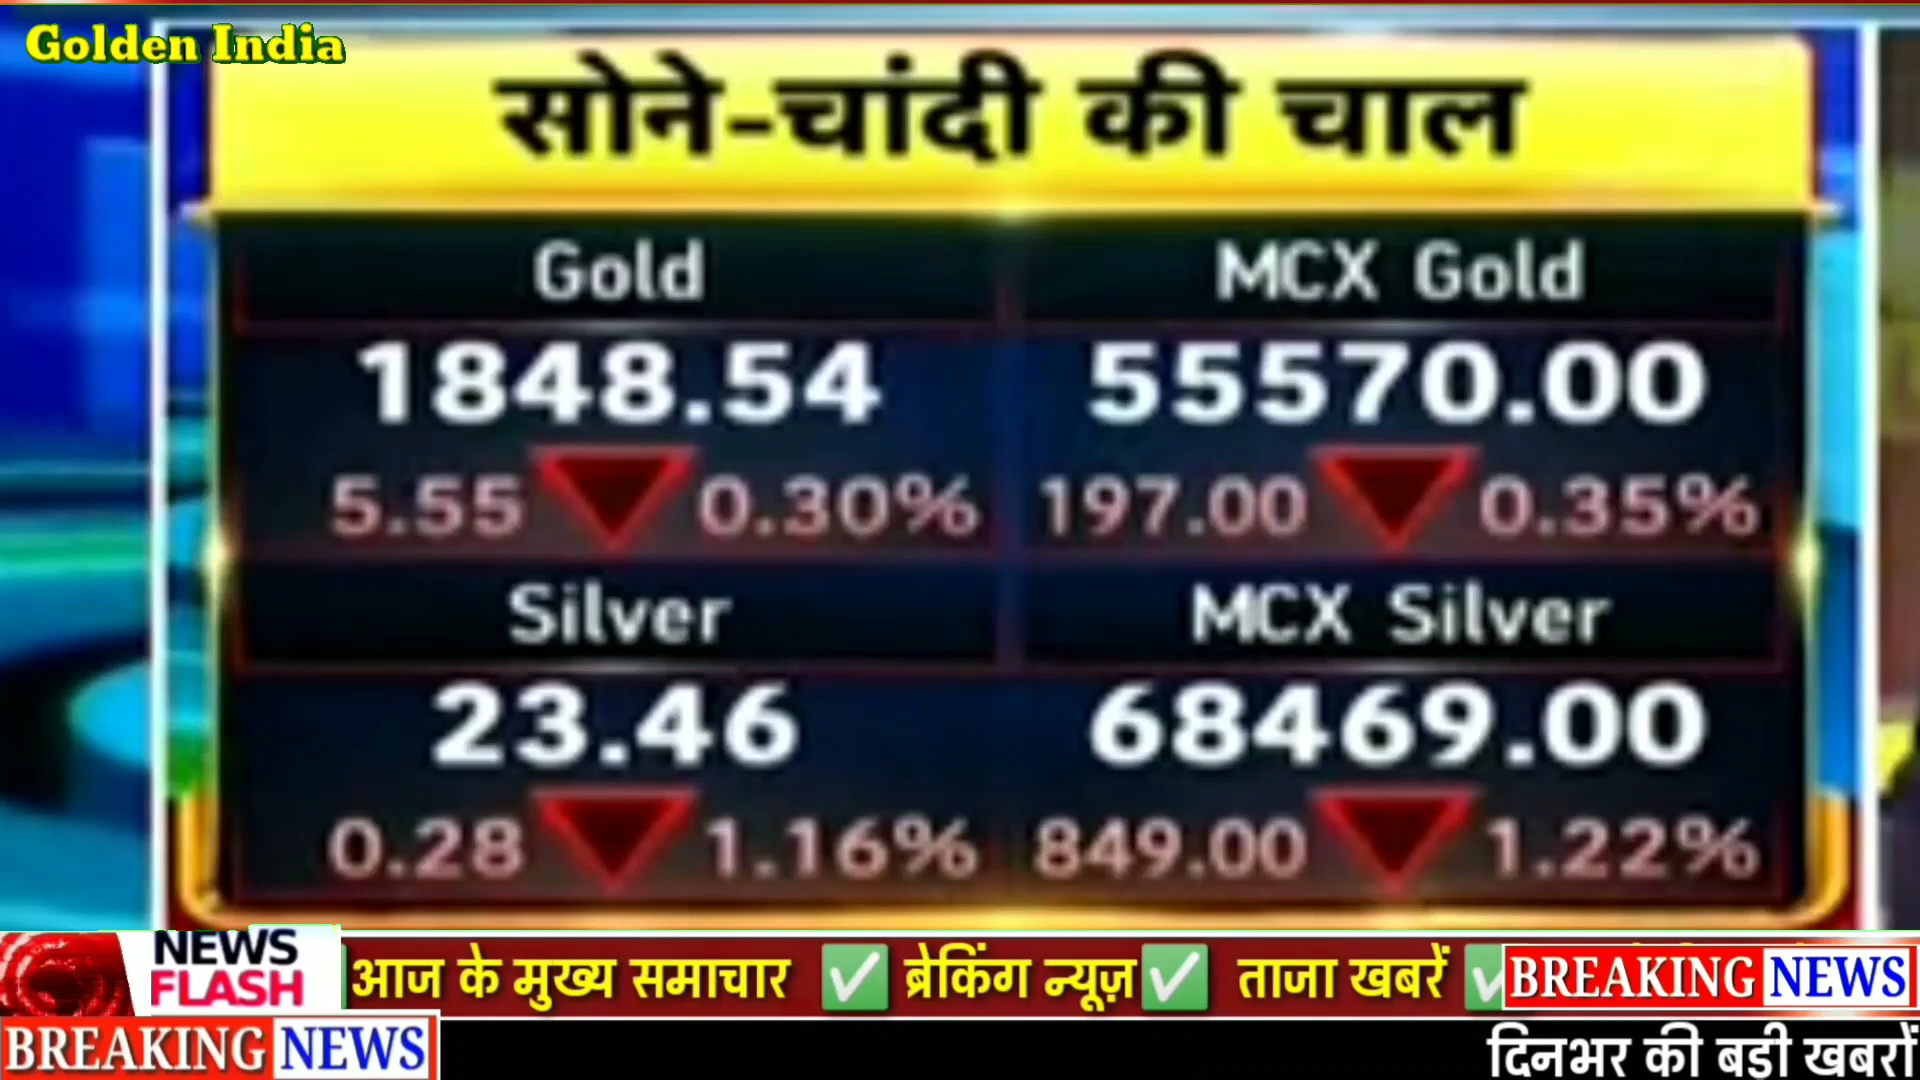 Golden India
सोने-चांदी की चाल
Gold
MCX Gold
1848.54
55570.00
5.55 0.30%
197.00 0.35%
Silver
MCX Silver
23.46
68469.00
0.28 1.16%
849.00 1.22%
NEWS
FLASH
आज के मुख्य समाचार ✅ ब्रेकिंग न्यूज़✅ ताजा खबरें ✅
BREAKING NEWS
BREAKING NEWS
दिनभर की बडी खबरों